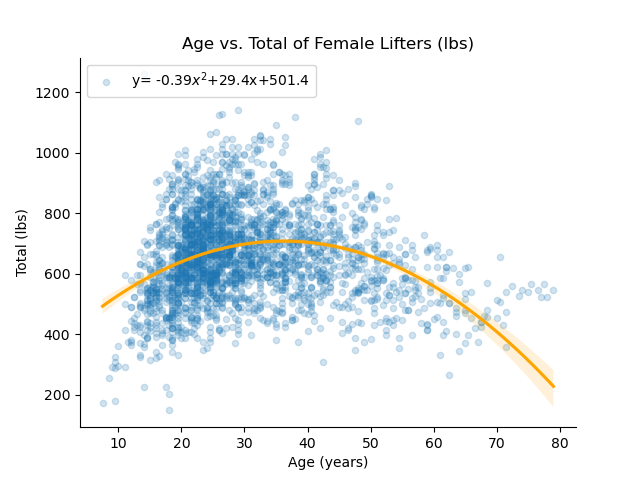 Age vs. Total of Female Lifters (lbs)
y= -0.39x²+29.4x+501.4
1200
1000
800
600
400
200
Total (lbs)
10 20 30 40 50 60 70 80
Age (years)